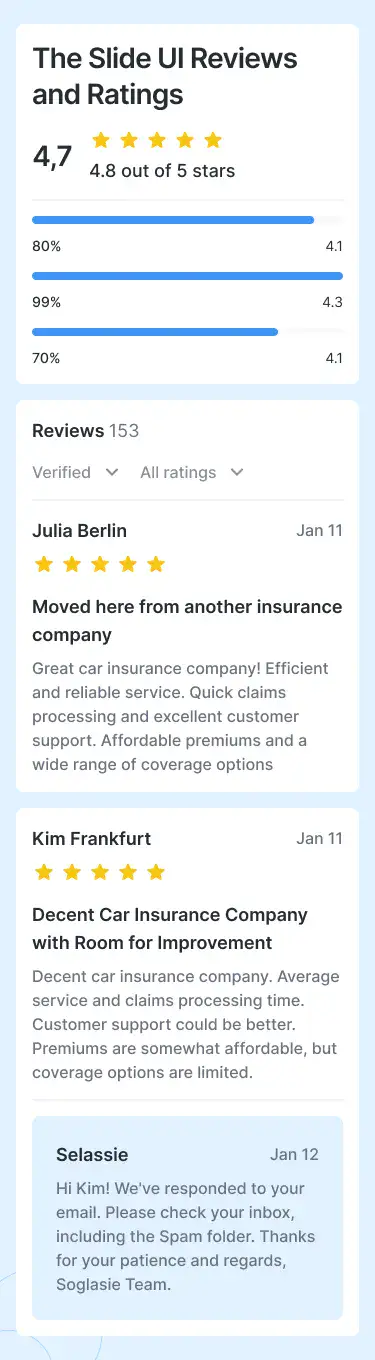 The Slide UI Reviews
and Ratings
4,7
4.8 out of 5 stars
80% 4.1
99% 4.3
70% 4.1
Reviews 153
Verified All ratings
Julia Berlin Jan 11
Moved here from another insurance
company
Great car insurance company! Efficient
and reliable service. Quick claims
processing and excellent customer
support. Affordable premiums and a
wide range of coverage options
Kim Frankfurt Jan 11
Decent Car Insurance Company
with Room for Improvement
Decent car insurance company. Average
service and claims processing time.
Customer support could be better.
Premiums are somewhat affordable, but
coverage options are limited.
Selassie Jan 12
Hi Kim! We've responded to your
email. Please check your inbox,
including the Spam folder. Thanks
for your patience and regards,
Soglasie Team.